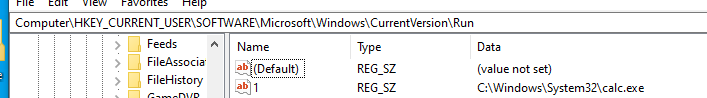 Edit View Favorites Help
Computer\HKEY_CURRENT_USER\SOFTWARE\Microsoft\Windows\CurrentVersion\Run
Feeds
FileAssocia
FileHistory
GameDVR
Name Type Data
(Default) REG_SZ (value not set)
1 REG_SZ C:\Windows\System32\calc.exe